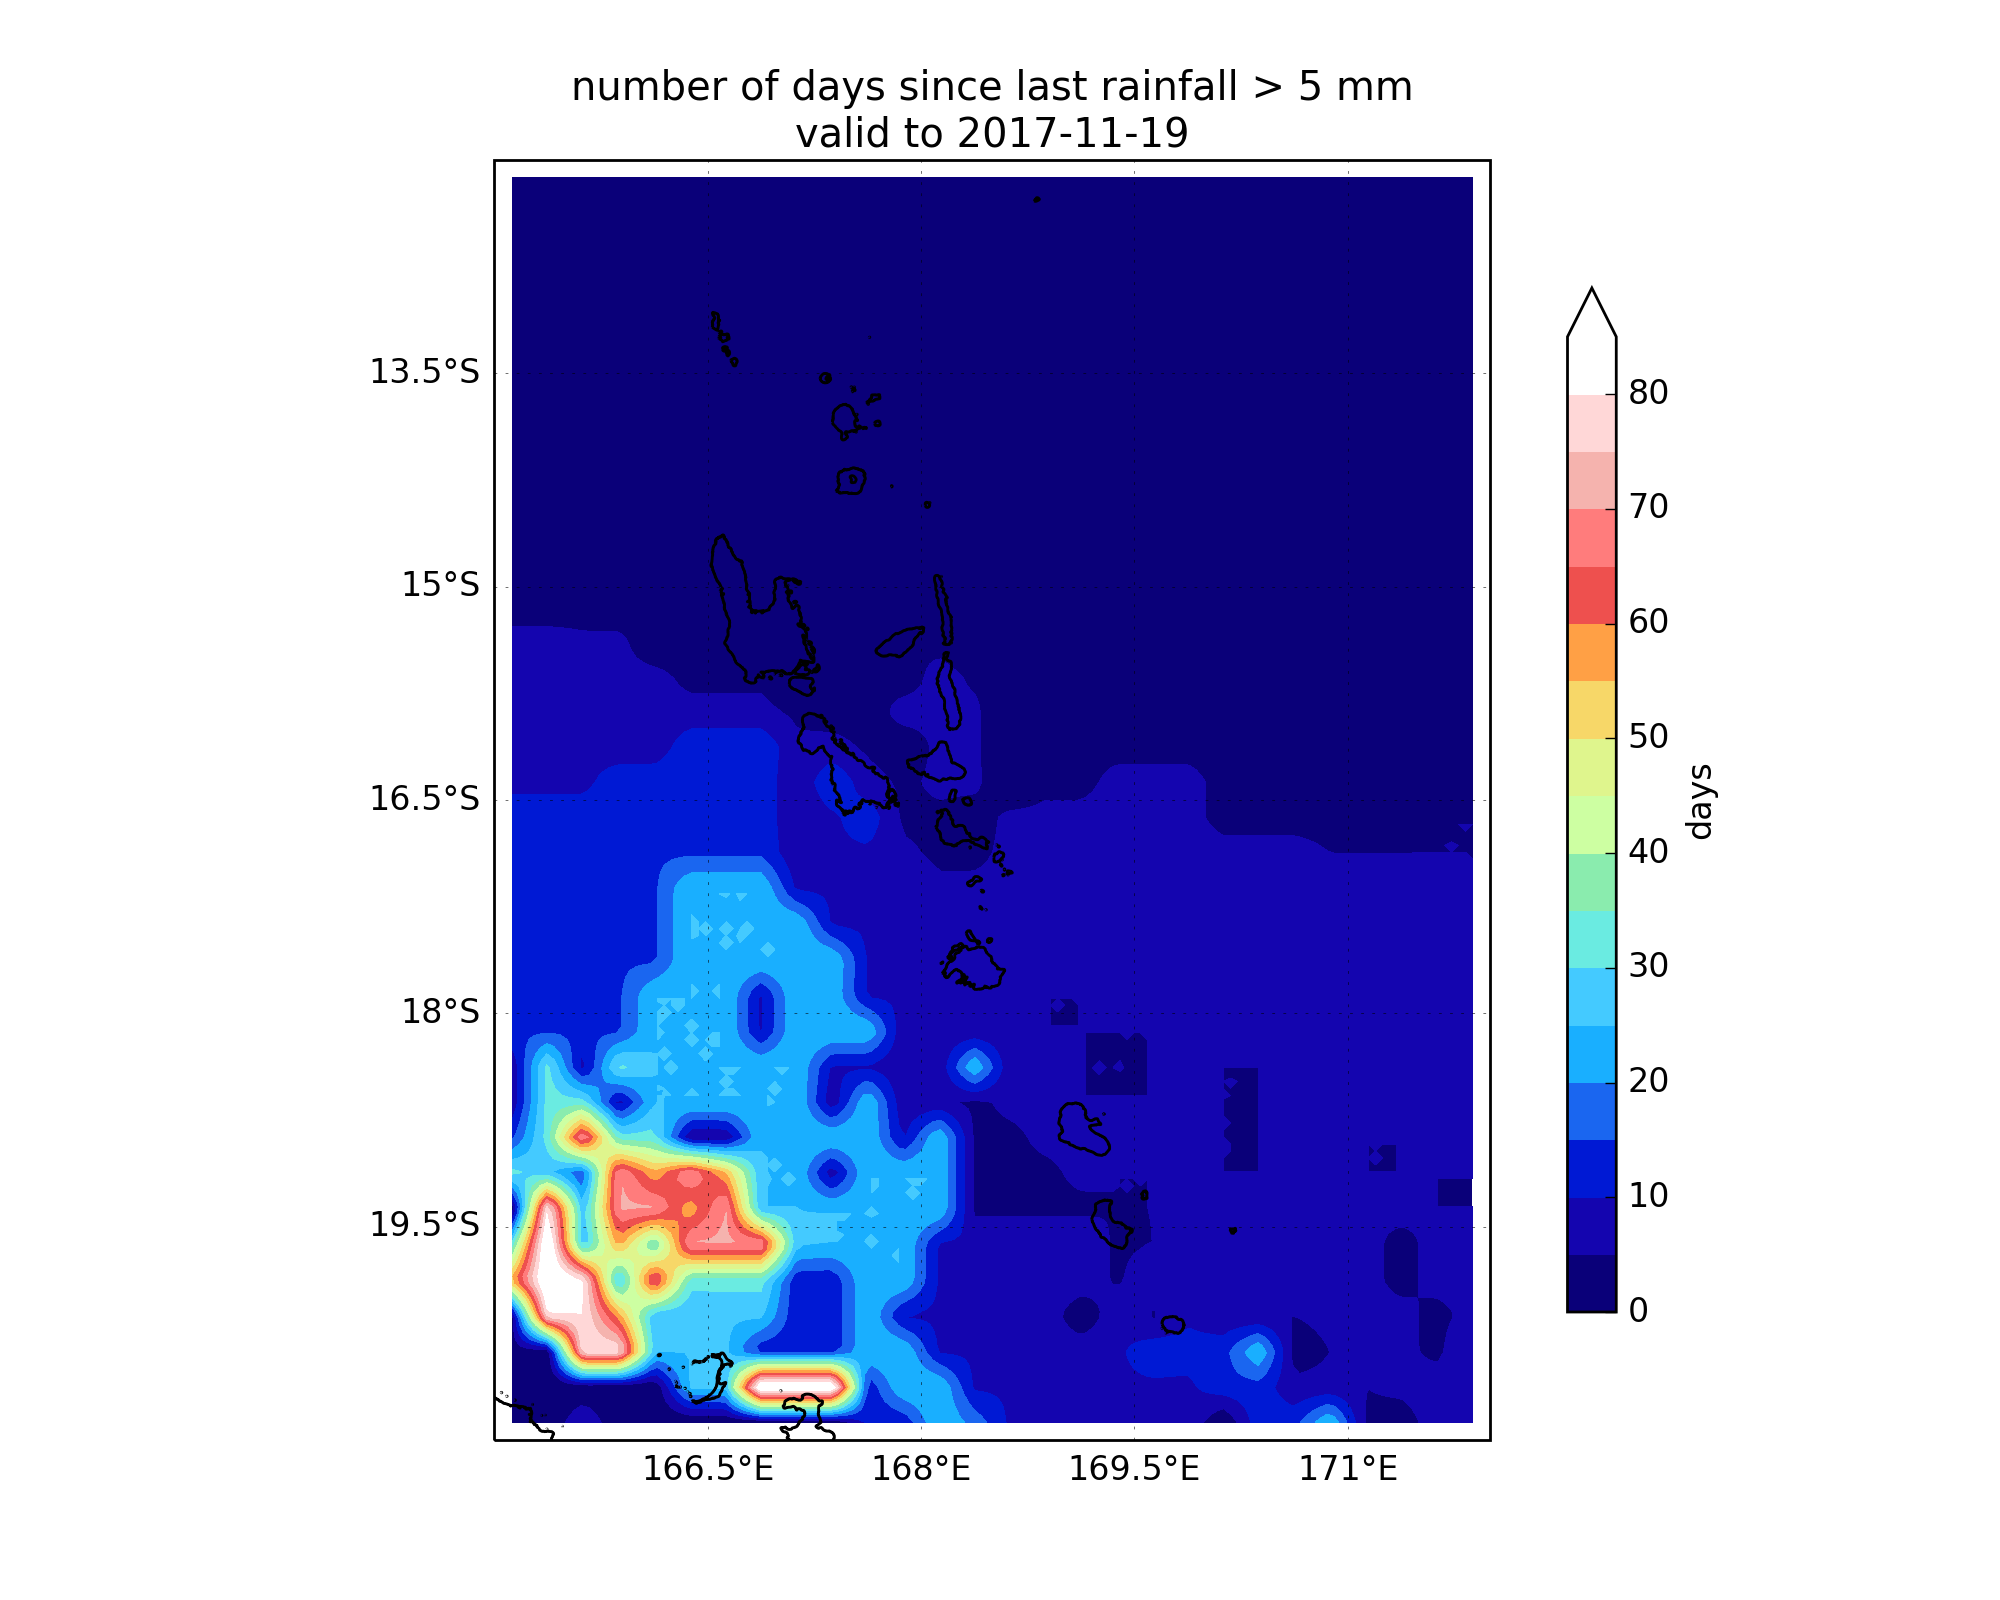 number of days since last rainfall > 5 mm
valid to 2017-11-19
13.5°S
15°S
16.5°S
18°S
19.5°S
166.5°E
168°E
169.5°E
171°E
80
70
60
50
40
30
20
10
0
days